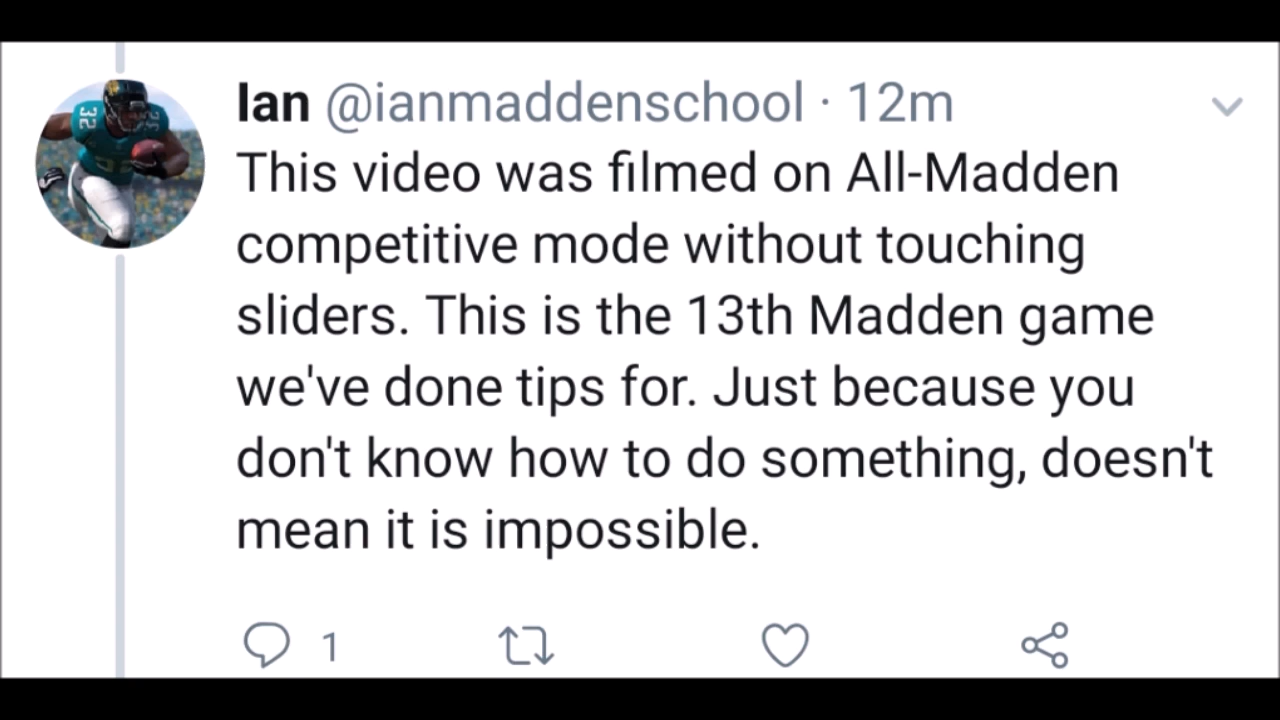 Ian @ianmaddenschool · 12m
This video was filmed on All-Madden
competitive mode without touching
sliders. This is the 13th Madden game
we've done tips for. Just because you
don't know how to do something, doesn't
mean it is impossible.
1
32